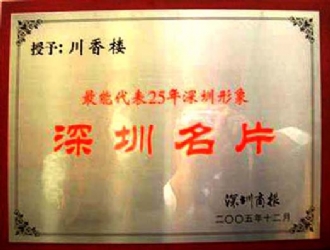 授予:川香楼
最能代表25年深圳形象
深圳名片
深圳商报
二〇〇五年十二月